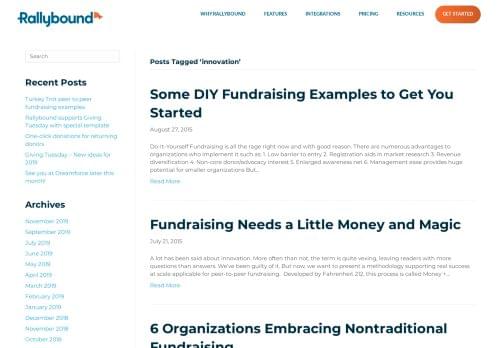 Rallybound
WHY RALLYBOUND
FEATURES
INTEGRATIONS
PRICING
RESOURCES
GET STARTED
Search
Recent Posts
Turkey Trot peer to peer
fundraising examples
Rallybound supports Giving
Tuesday with special template
One-click donations for returning
donors
Giving Tuesday – New ideas for
2019
See you at Dreamforce later this
month!
Archives
November 2019
September 2019
July 2019
June 2019
May 2019
April 2019
March 2019
February 2019
January 2019
December 2018
November 2018
October 2018
Posts Tagged ‘innovation’
Some DIY Fundraising Examples to Get You
Started
August 27, 2015
Do-It-Yourself Fundraising is all the rage right now and with good reason. There are numerous advantages to
organizations who implement it such as: 1. Low barrier to entry 2. Registration aids in market research 3. Revenue
diversification 4. Non-core donor/advocacy interest 5. Enlarged awareness net 6. Management ease provides huge
potential for smaller organizations But...
Read More
Fundraising Needs a Little Money and Magic
July 21, 2015
A lot has been said about innovation. More often than not, the term is quite vexing, leaving readers with more
questions than answers. We’ve been guilty of it. But now we want to present a methodology supporting real success
at scale applicable for peer-to-peer fundraising. Developed by Fahrenheit 212, this process is called Money +...
Read More
6 Organizations Embracing Nontraditional
Fundraising